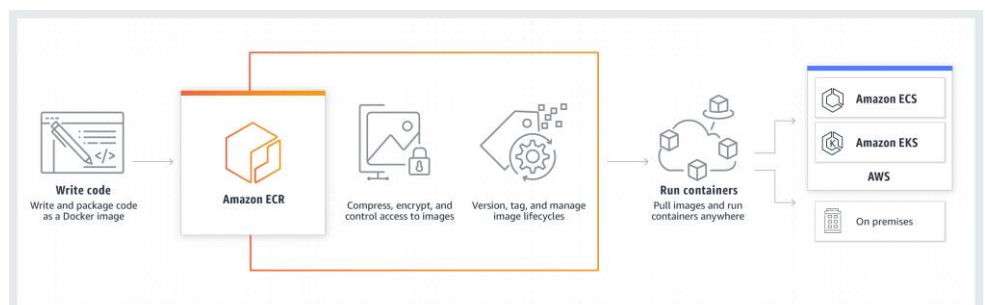 </>
Write code
Write and package code
as a Docker image
Amazon ECR
Compress, encrypt, and
control access to images
Version, tag, and manage
image lifecycles
Run containers
Pull images and run
containers anywhere
Amazon ECS
K
Amazon EKS
AWS
On premises